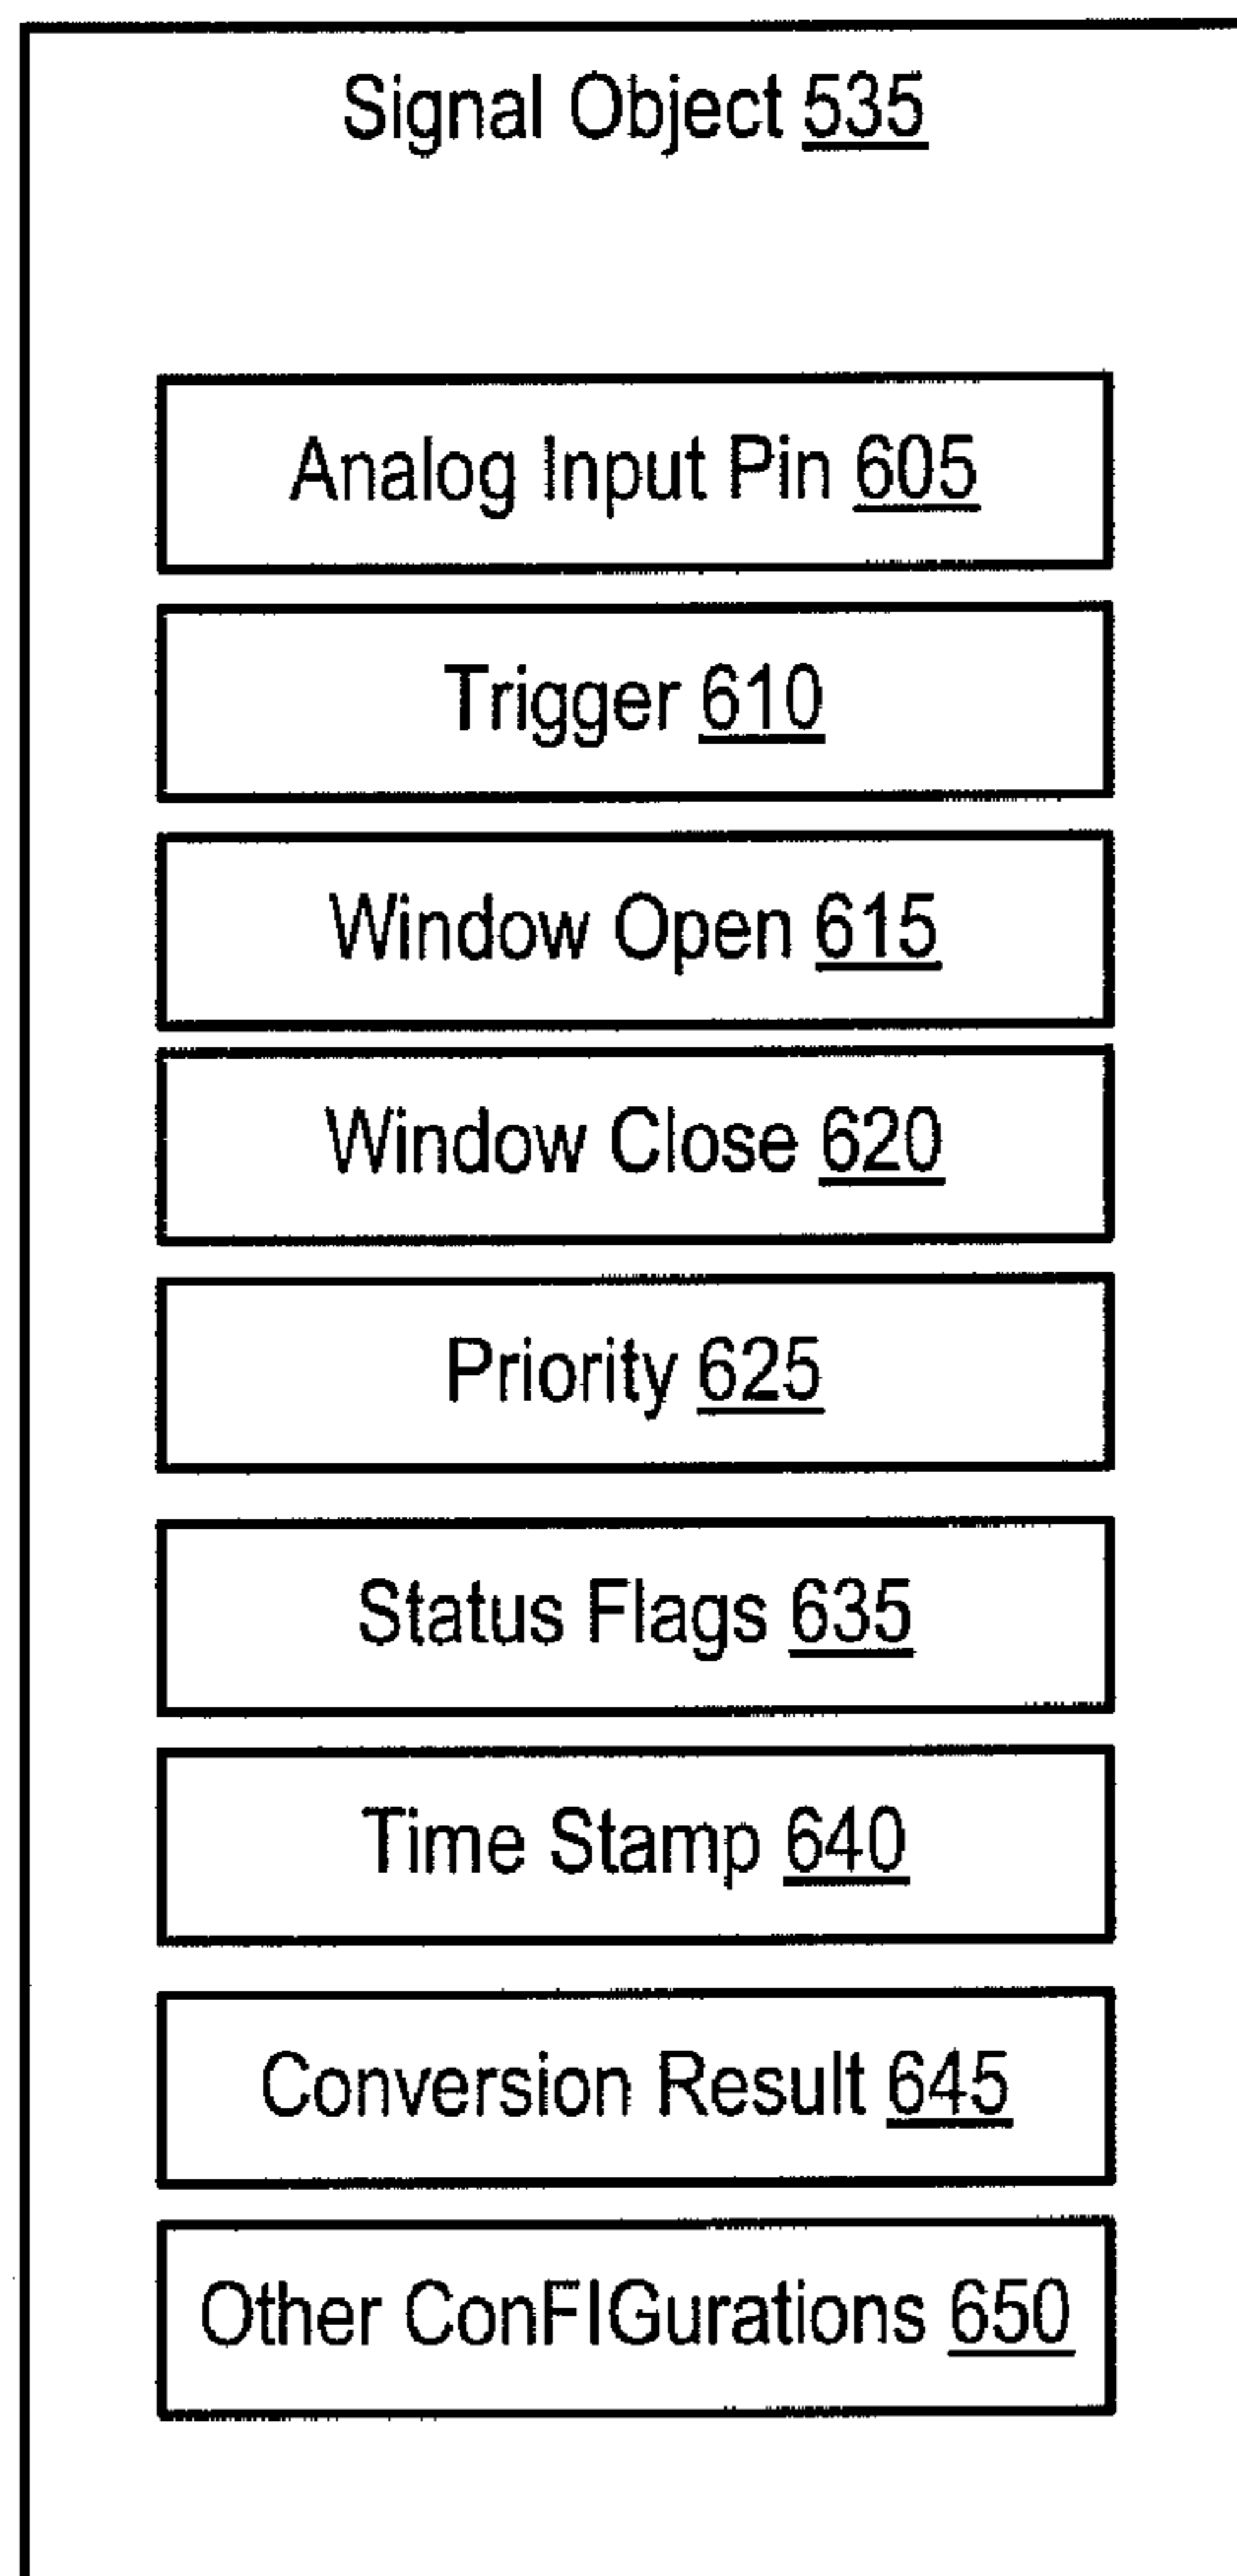 Signal Object 535
Analog Input Pin 605
Trigger 610
Window Open 615
Window Close 620
Priority 625
Status Flags 635
Time Stamp 640
Conversion Result 645
Other ConFIGurations 650